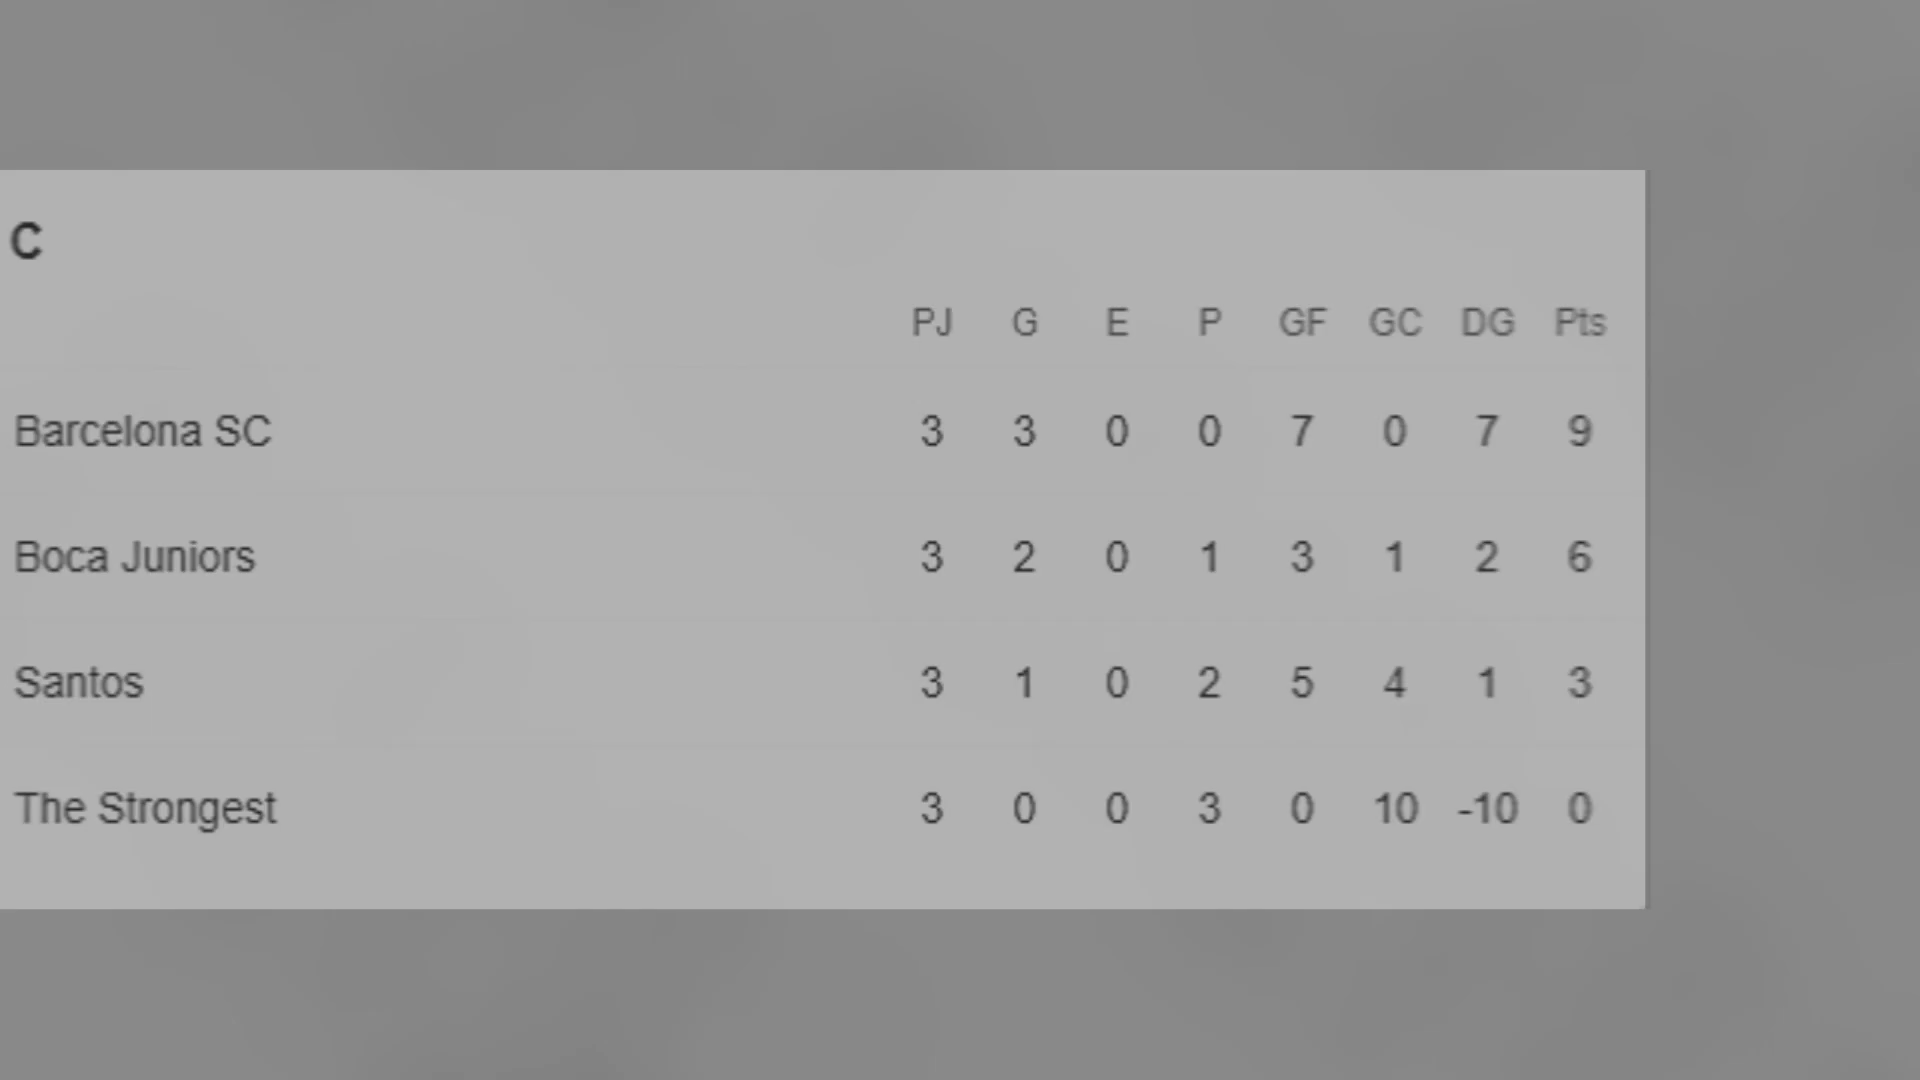 C
PJ G E P GF GC DG Pts
Barcelona SC 3 3 0 0 7 0 7 9
Boca Juniors 3 2 0 1 3 1 2 6
Santos 3 1 0 2 5 4 1 3
The Strongest 3 0 0 3 0 10 -10 0